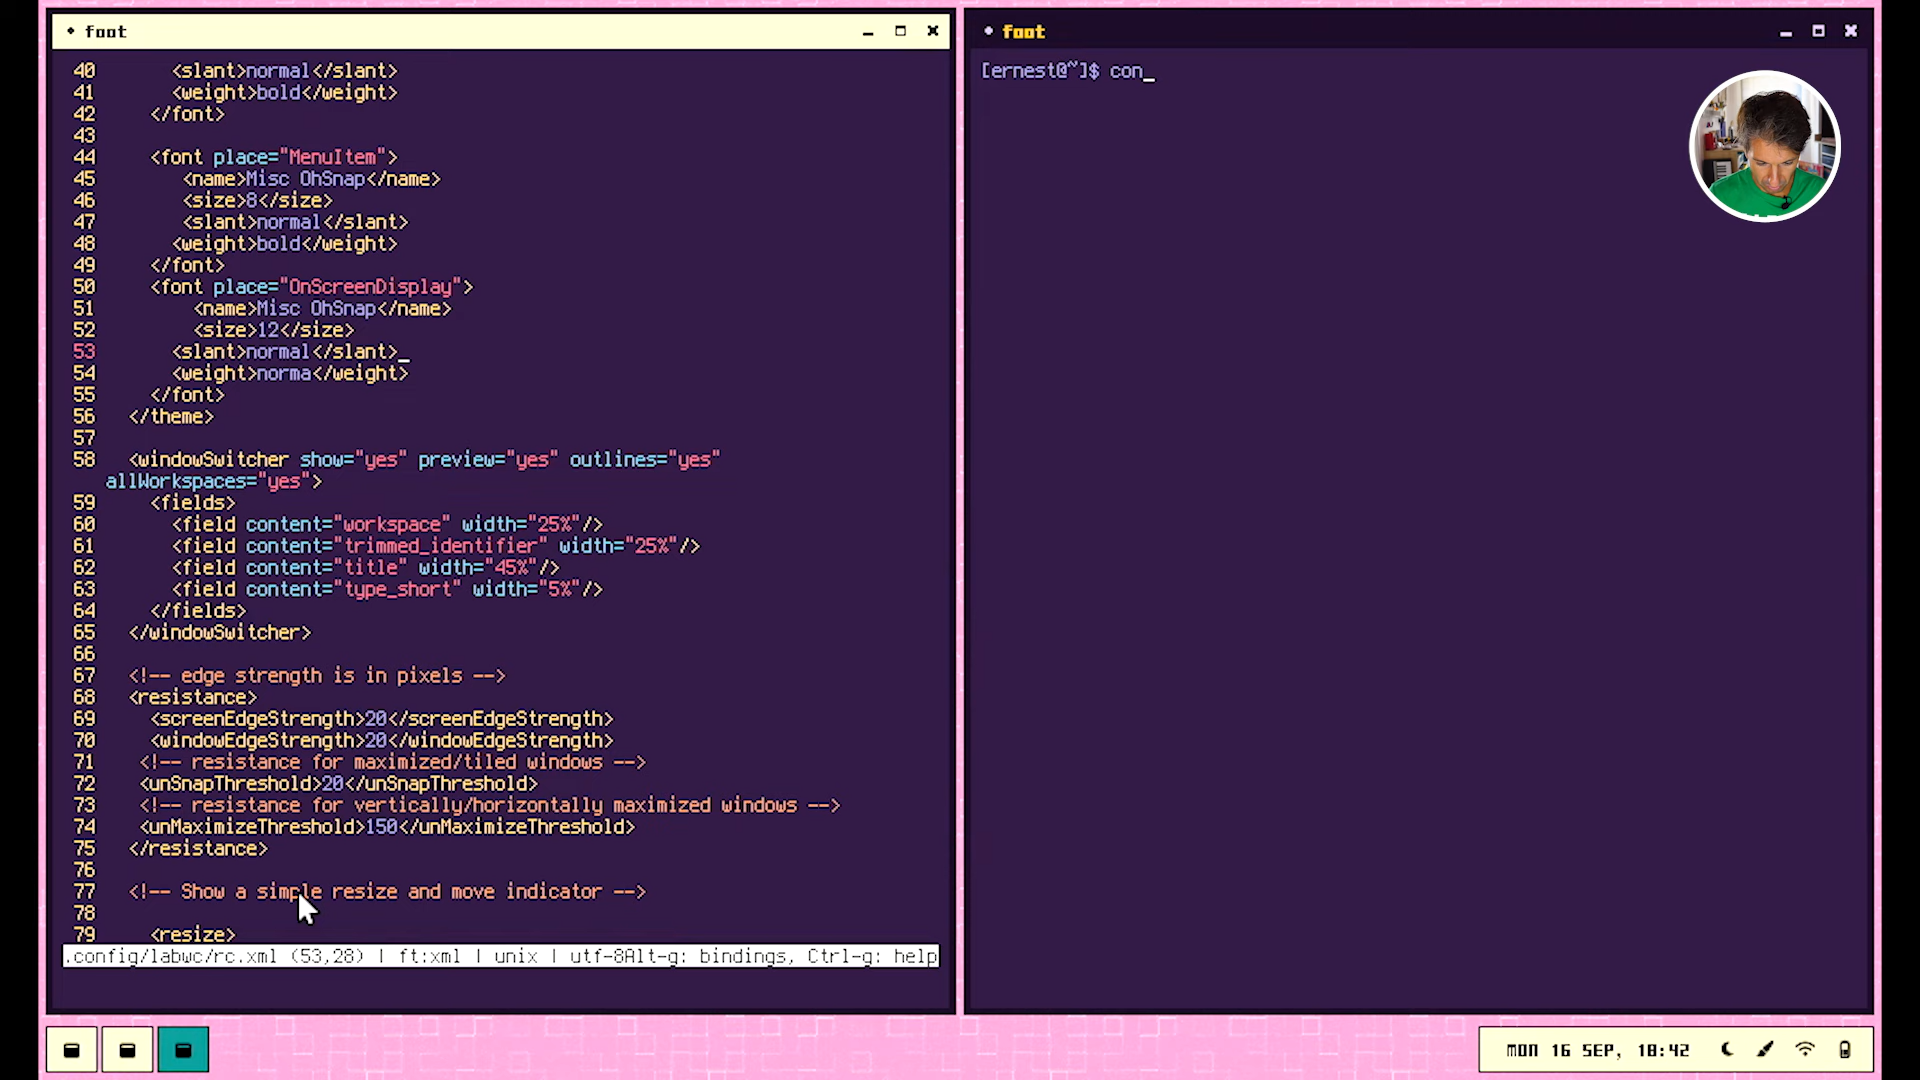 • foot
40 <slant>normal</slant>
41 <weight>bold</weight>
42 </font>
43
44 <font place="MenuItem">
45 <name>Misc OhSnap</name>
46 <size>8</size>
47 <slant>normal</slant>
48 <weight>bold</weight>
49 </font>
50 <font place="OnScreenDisplay">
51 <name>Misc OhSnap</name>
52 <size>12</size>
53 <slant>normal</slant>_
54 <weight>norma</weight>
55 </font>
56 </theme>
57
58 <windowSwitcher show="yes" preview="yes" outlines="yes"
allWorkspaces="yes">
59 <fields>
60 <field content="workspace" width="25%"/>
61 <field content="trimmed_identifier" width="25%"/>
62 <field content="title" width="45%"/>
63 <field content="type_short" width="5%"/>
64 </fields>
65 </windowSwitcher>
66
67 <!-- edge strength is in pixels -->
68 <resistance>
69 <screenEdgeStrength>20</screenEdgeStrength>
70 <windowEdgeStrength>20</windowEdgeStrength>
71 <!-- resistance for maximized/tiled windows -->
72 <unSnapThreshold>20</unSnapThreshold>
73 <!-- resistance for vertically/horizontally maximized windows -->
74 <unMaximizeThreshold>150</unMaximizeThreshold>
75 </resistance>
76
77 <!-- Show a simple resize and move indicator -->
78
79 <resize>
.config/labwc/rc.xml (53,28) | ft:xml | unix | utf-8Alt-g: bindings, Ctrl-g: help
• foot
[ernest@~]$ con_
MON 16 SEP, 18:42